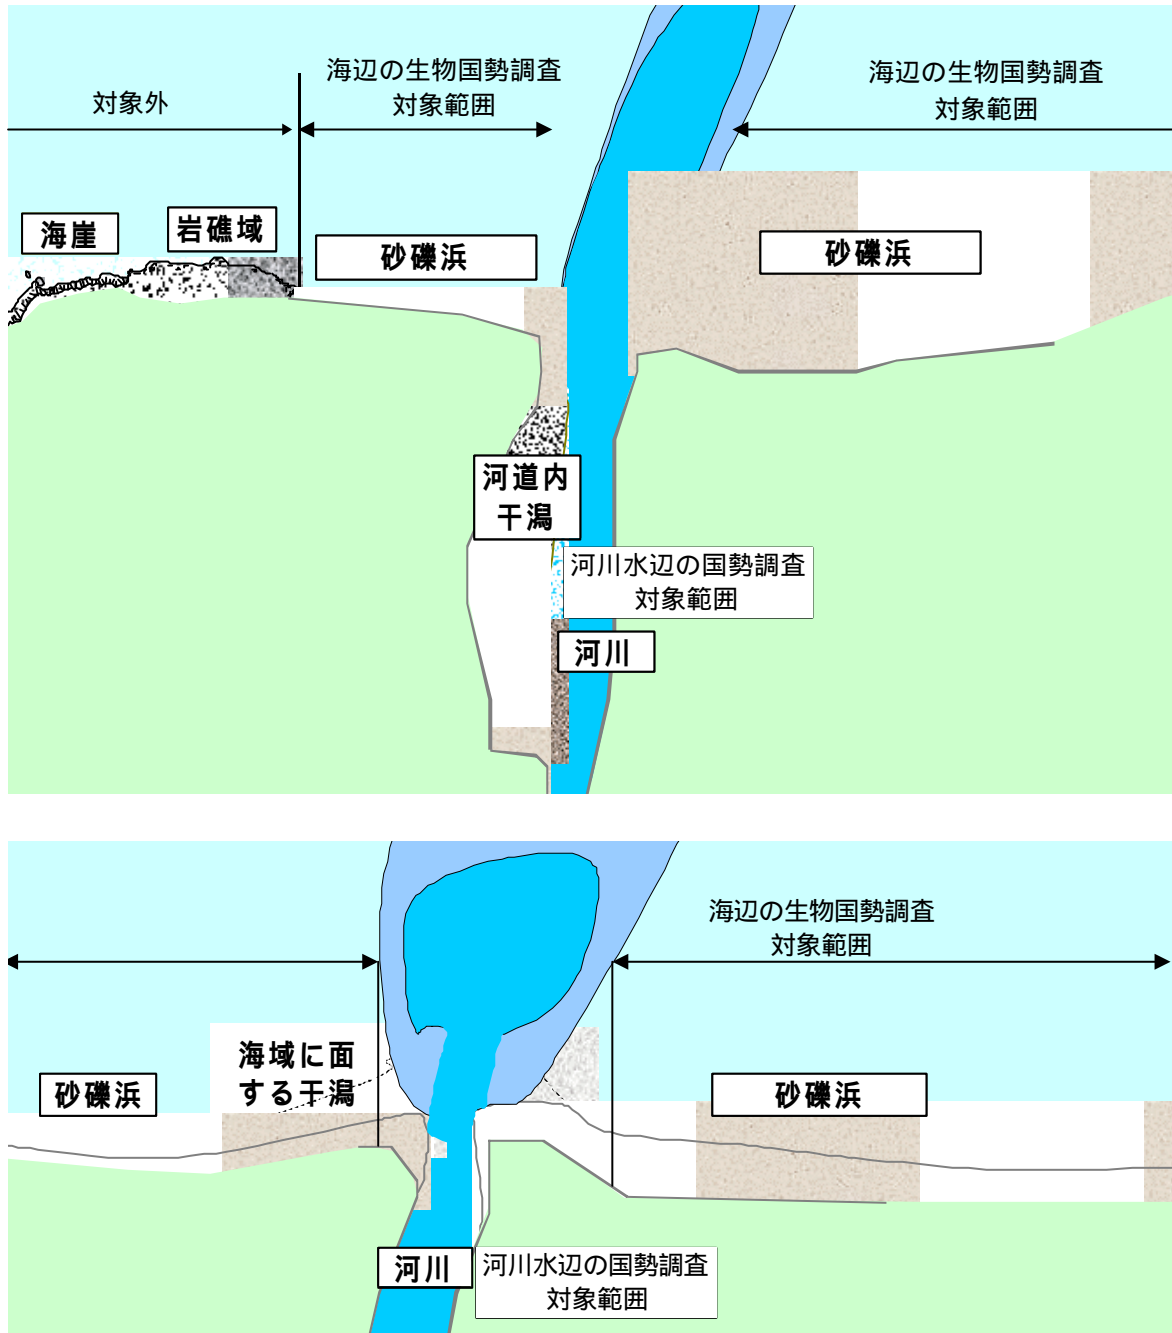 海辺の生物国勢調査
対象範囲
対象外
海辺の生物国勢調査
対象範囲
海崖
岩礁域
砂礫浜
砂礫浜
河道内
干潟
河川水辺の国勢調査
対象範囲
河川
海辺の生物国勢調査
対象範囲
海域に面
する干潟
砂礫浜
砂礫浜
河川
河川水辺の国勢調査
対象範囲